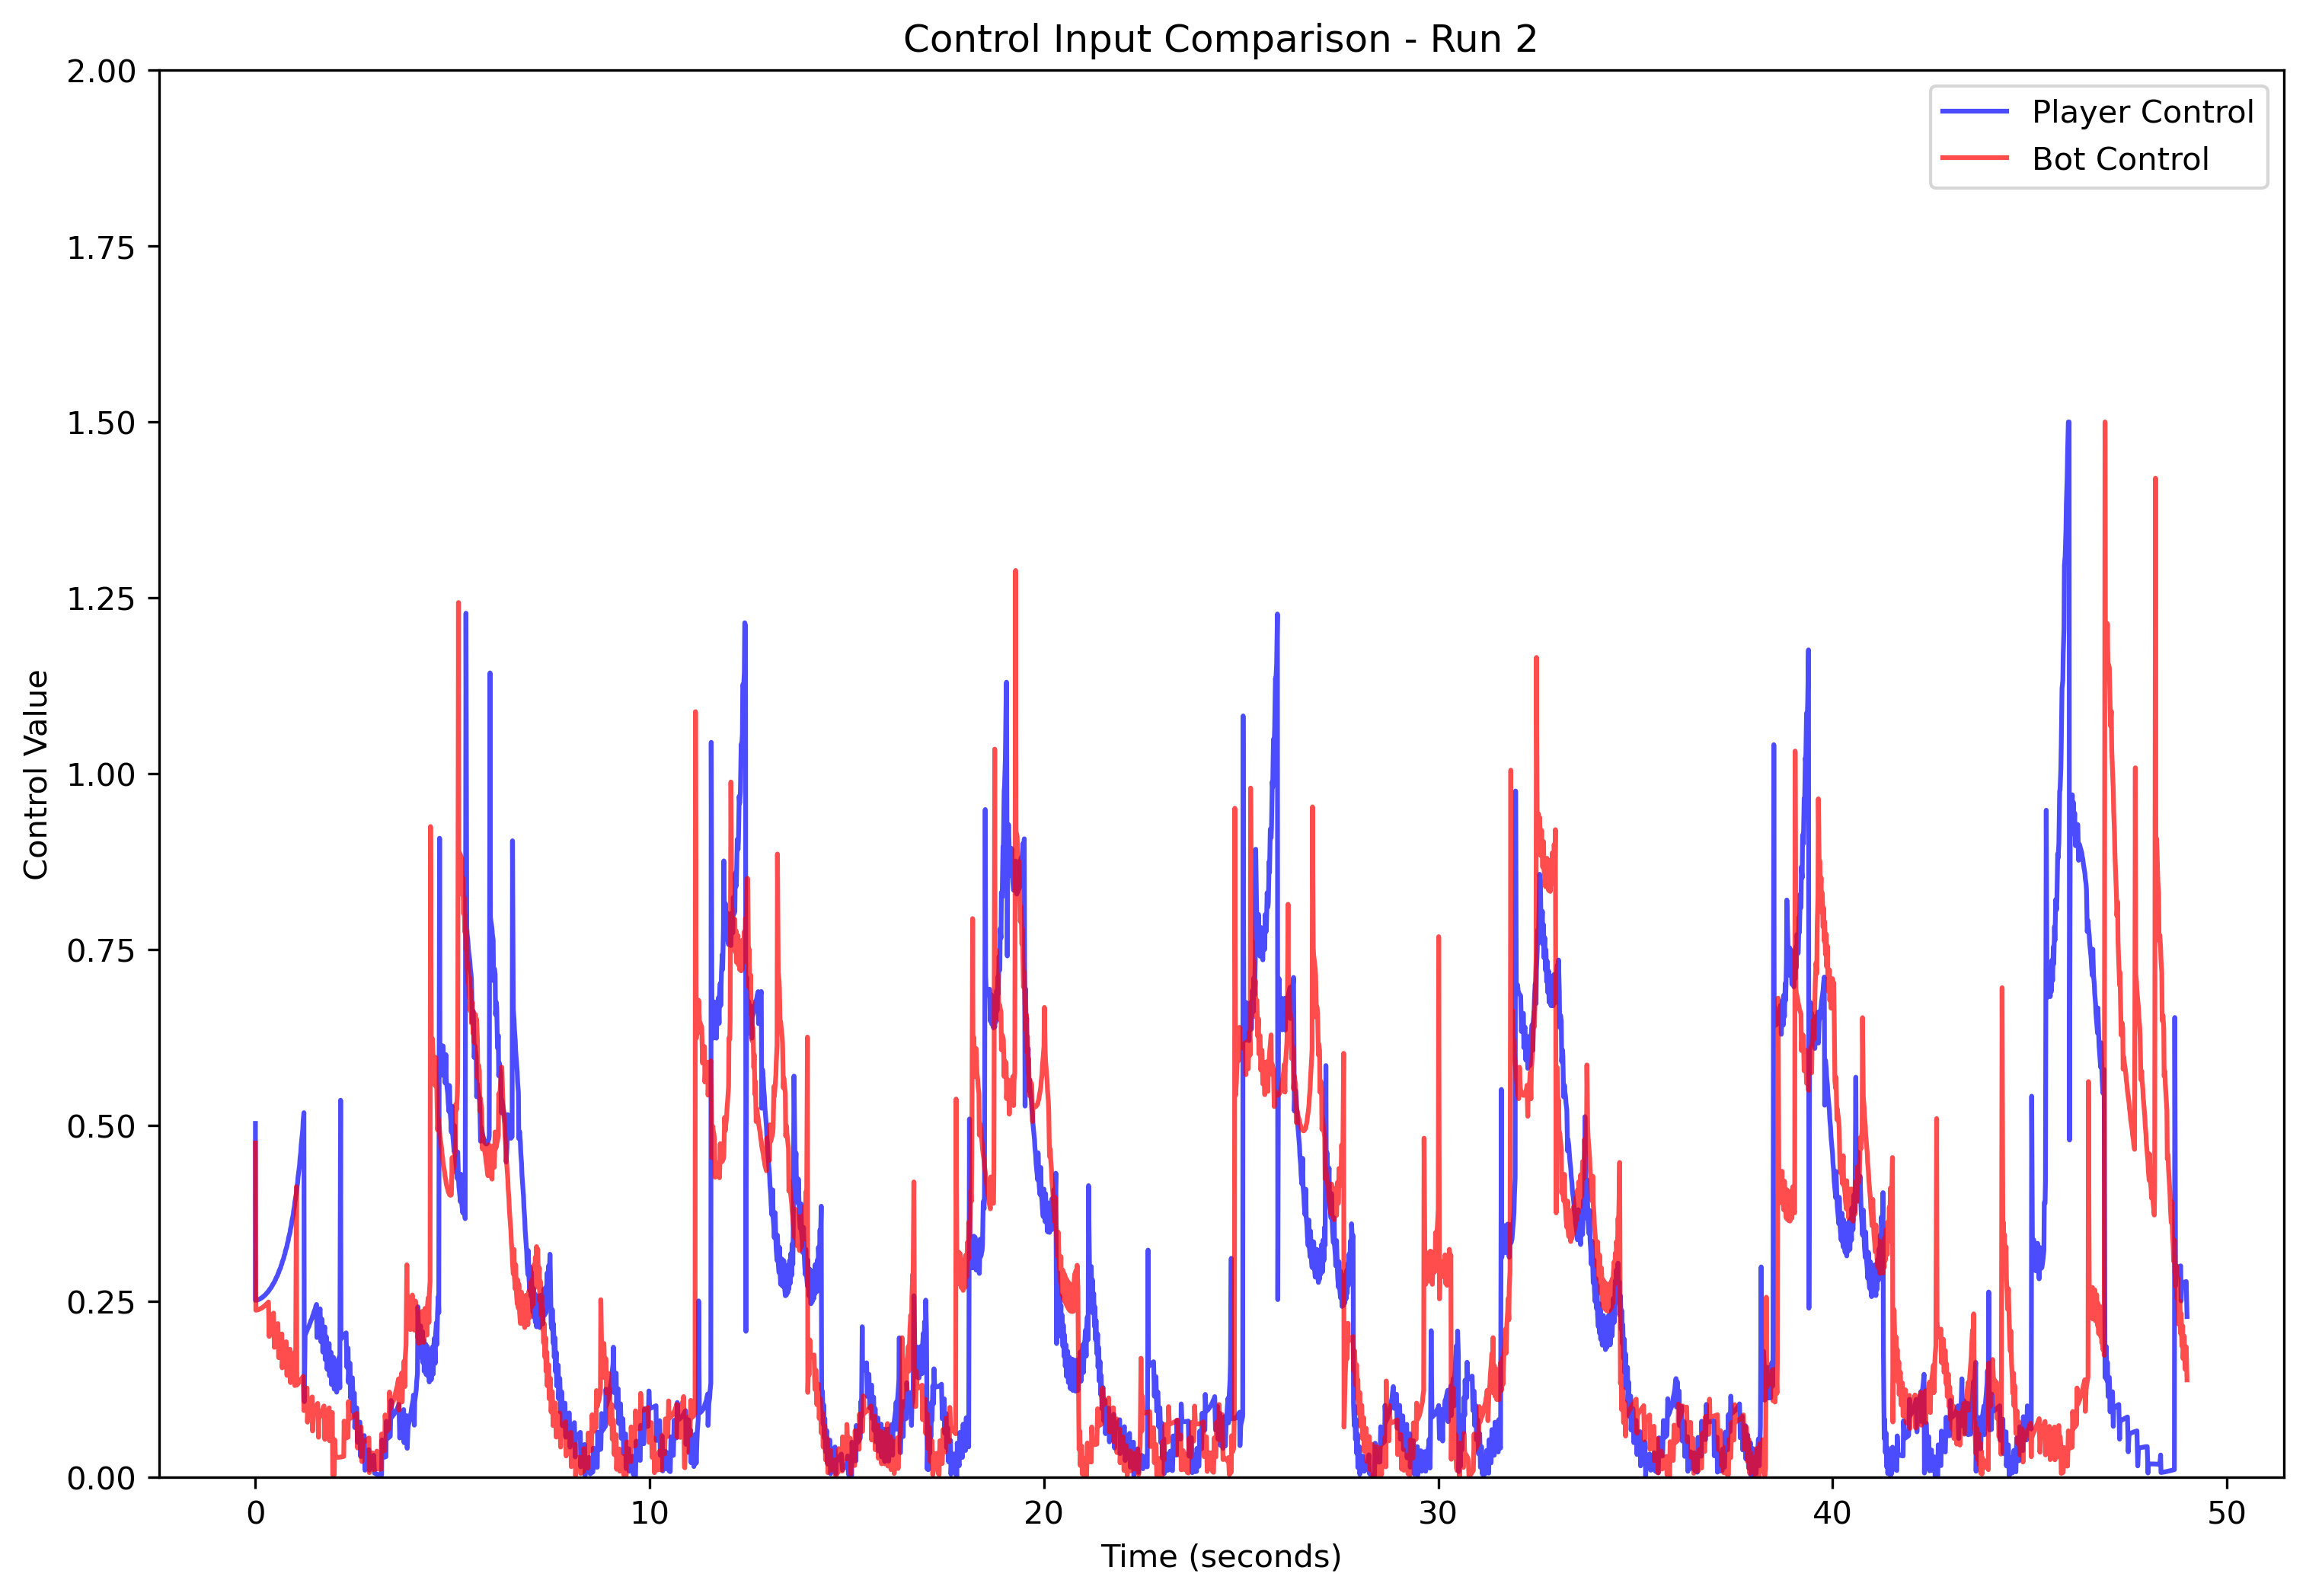 Control Input Comparison - Run 2
2.00
1.75
1.50
1.25
1.00
0.75
0.50
0.25
0.00
Control Value
Player Control
Bot Control
0 10 20 30 40 50
Time (seconds)